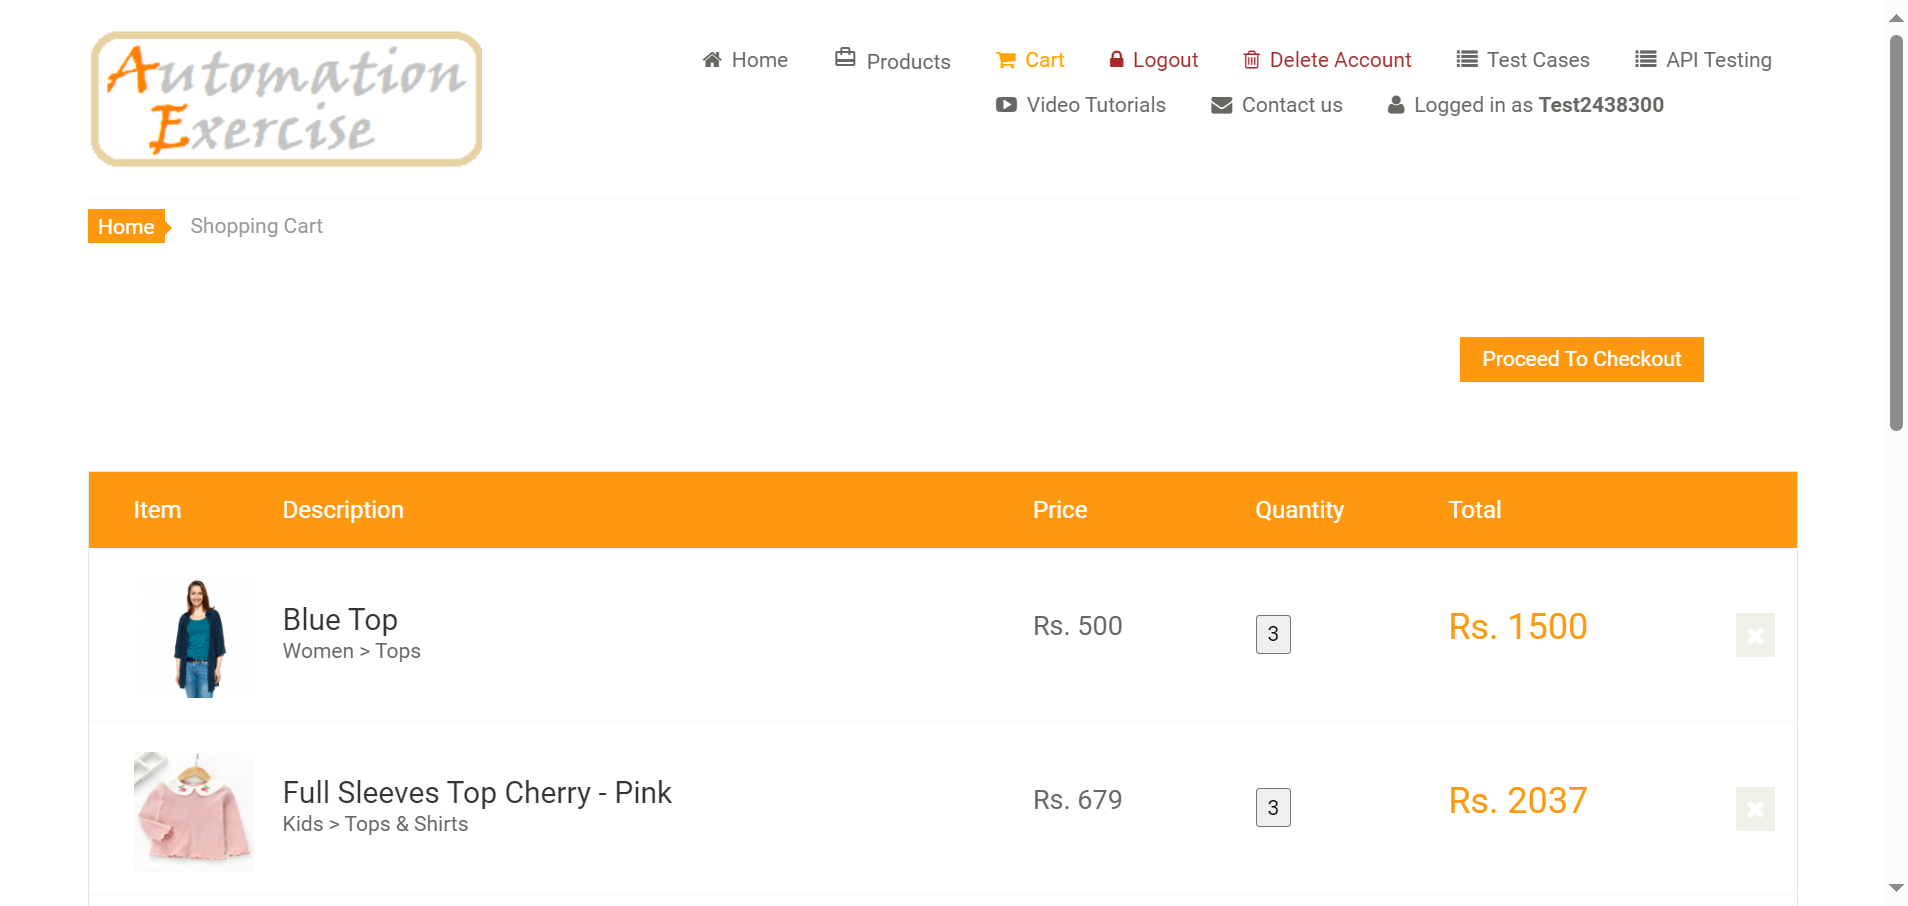 Automation
Exercise
Home Products Cart Logout Delete Account Test Cases API Testing
Video Tutorials Contact us Logged in as Test2438300
Home Shopping Cart
Proceed To Checkout
Item Description Price Quantity Total
Blue Top
Women > Tops
Rs. 500 3 Rs. 1500
Full Sleeves Top Cherry - Pink
Kids > Tops & Shirts
Rs. 679 3 Rs. 2037